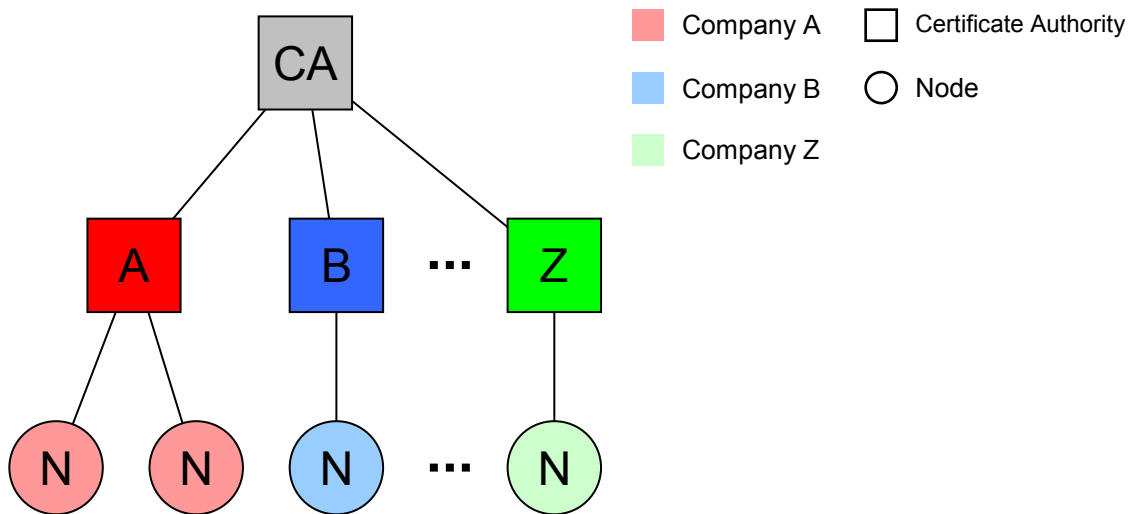 CA
Company A
Certificate Authority
Company B
Node
Company Z
A
B
...
Z
N
N
N
...
N